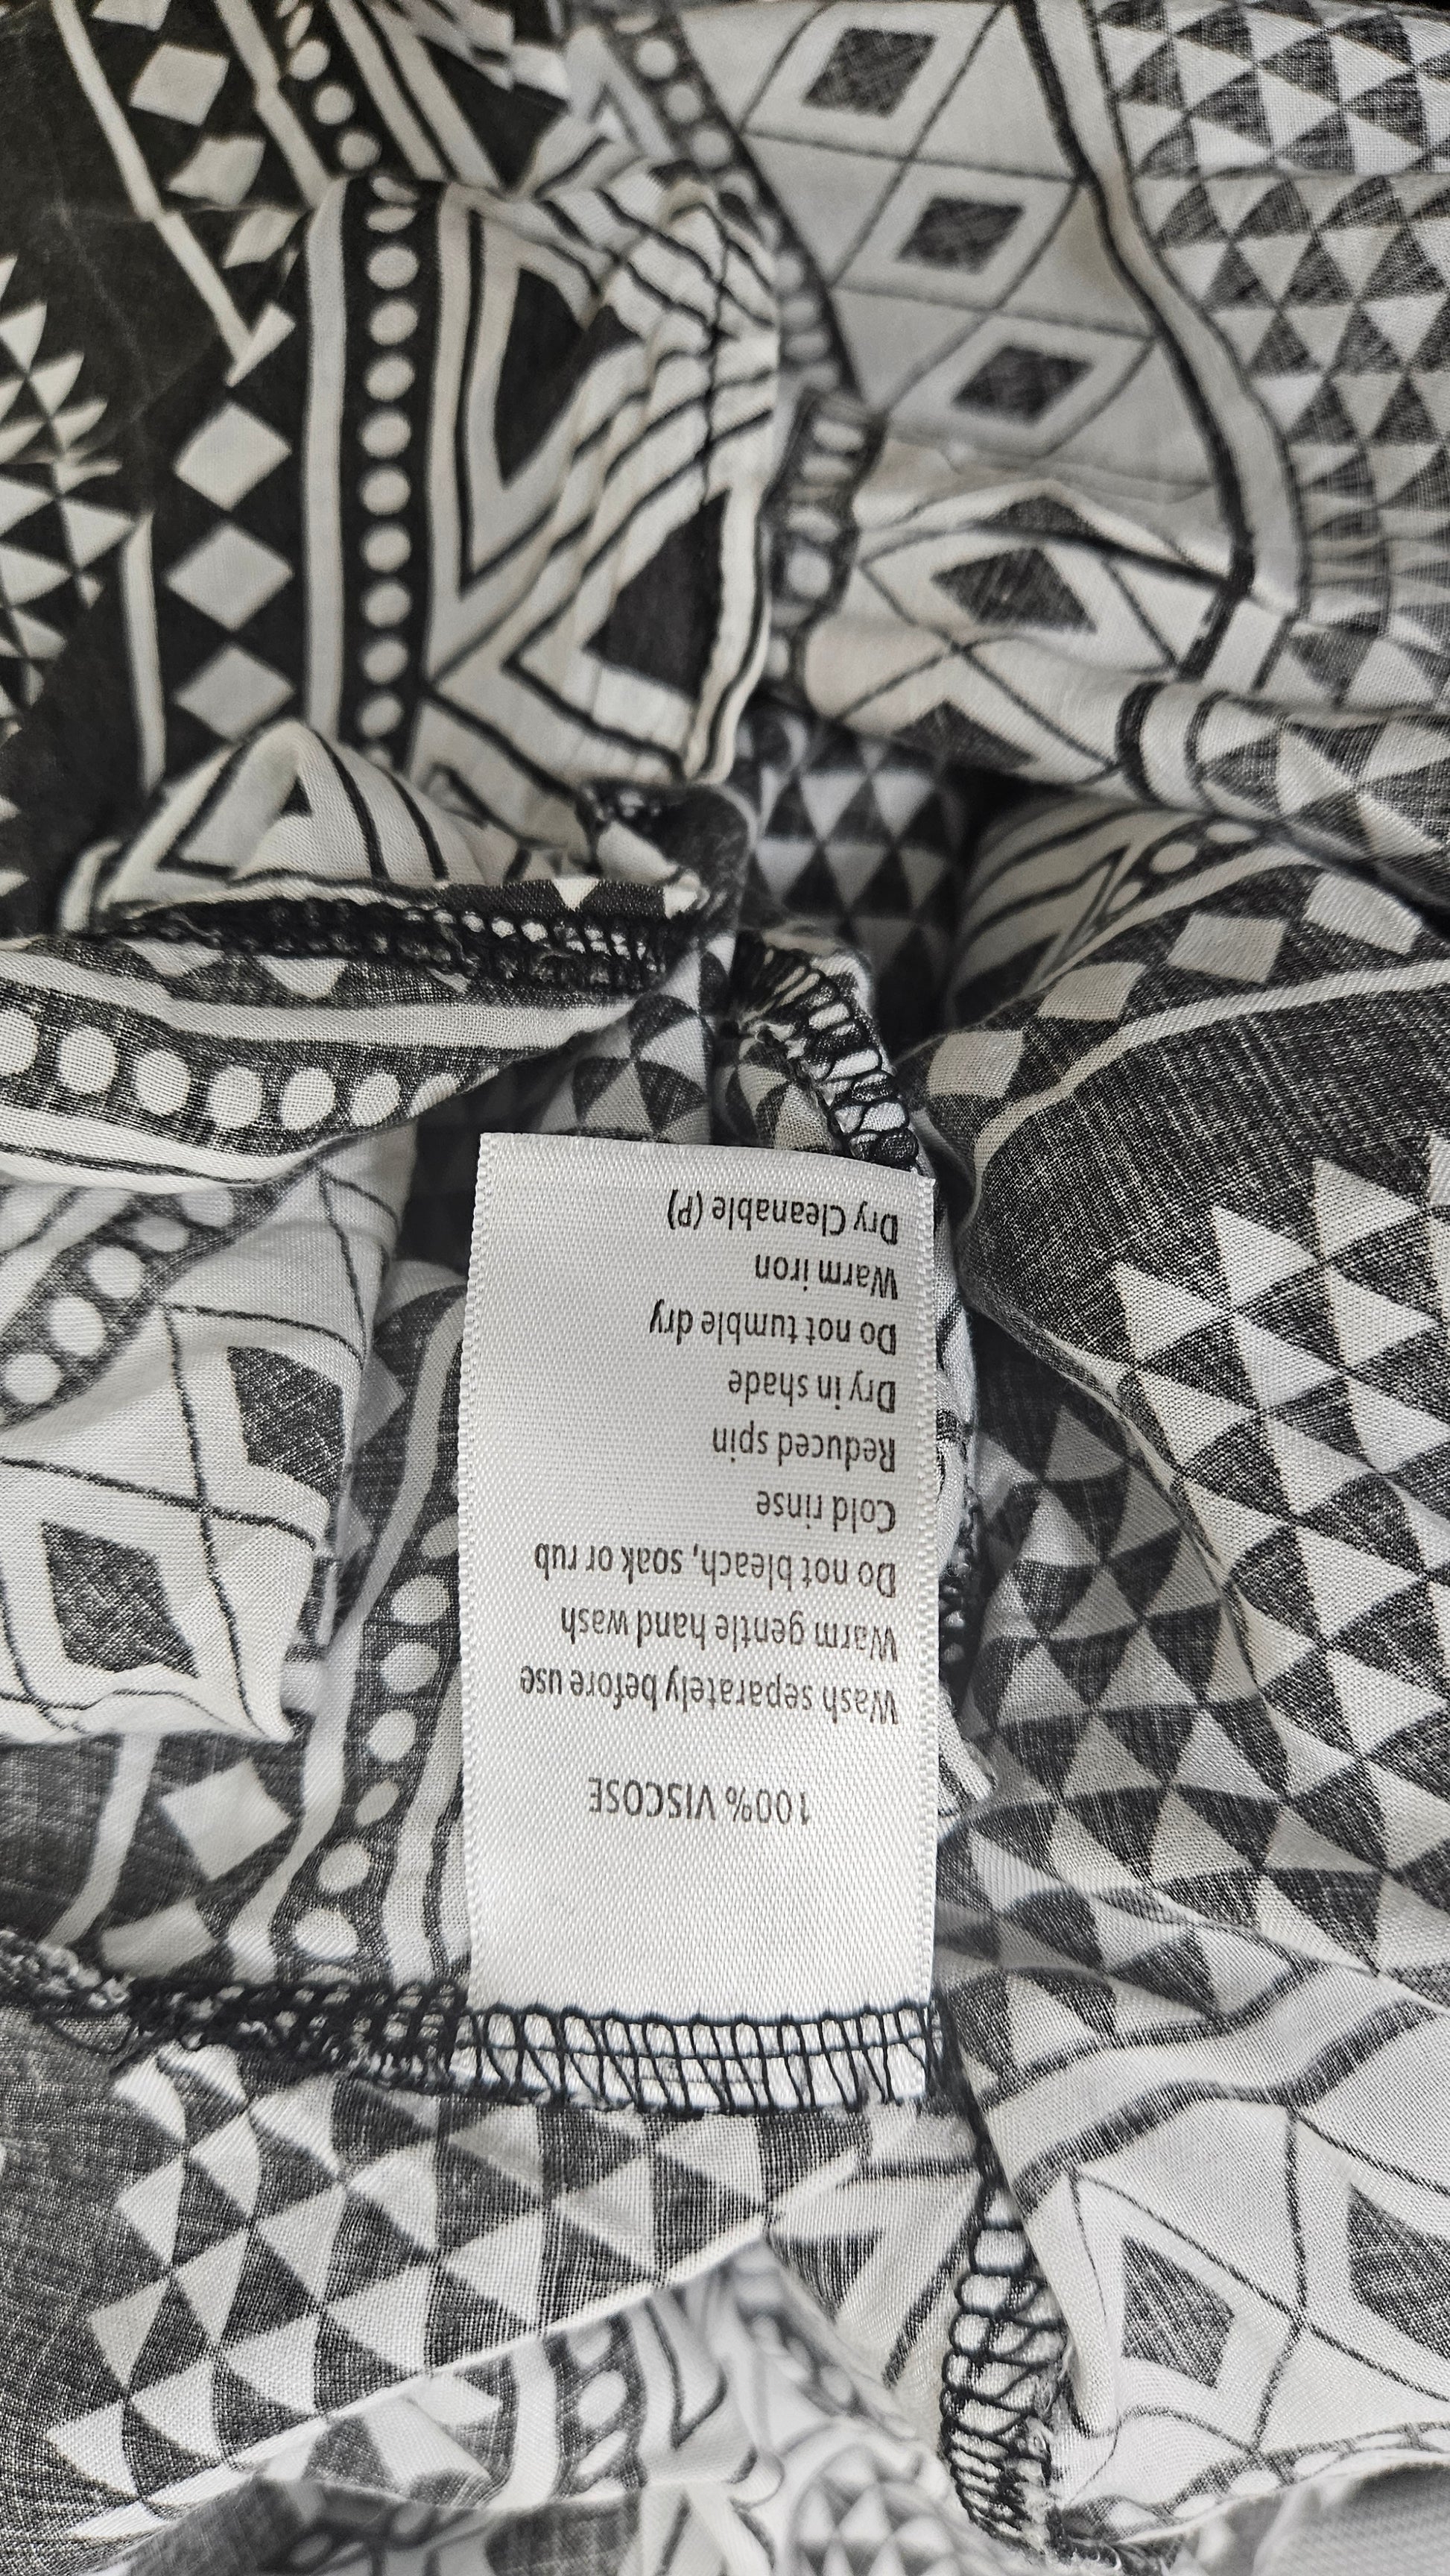 100% VISCOSE
Wash separately before use
Warm gentle hand wash
Do not bleach, soak or rub
Cold rinse
Reduced spin
Dry in shade
Do not tumble dry
Warm iron
Dry Cleanable (P)